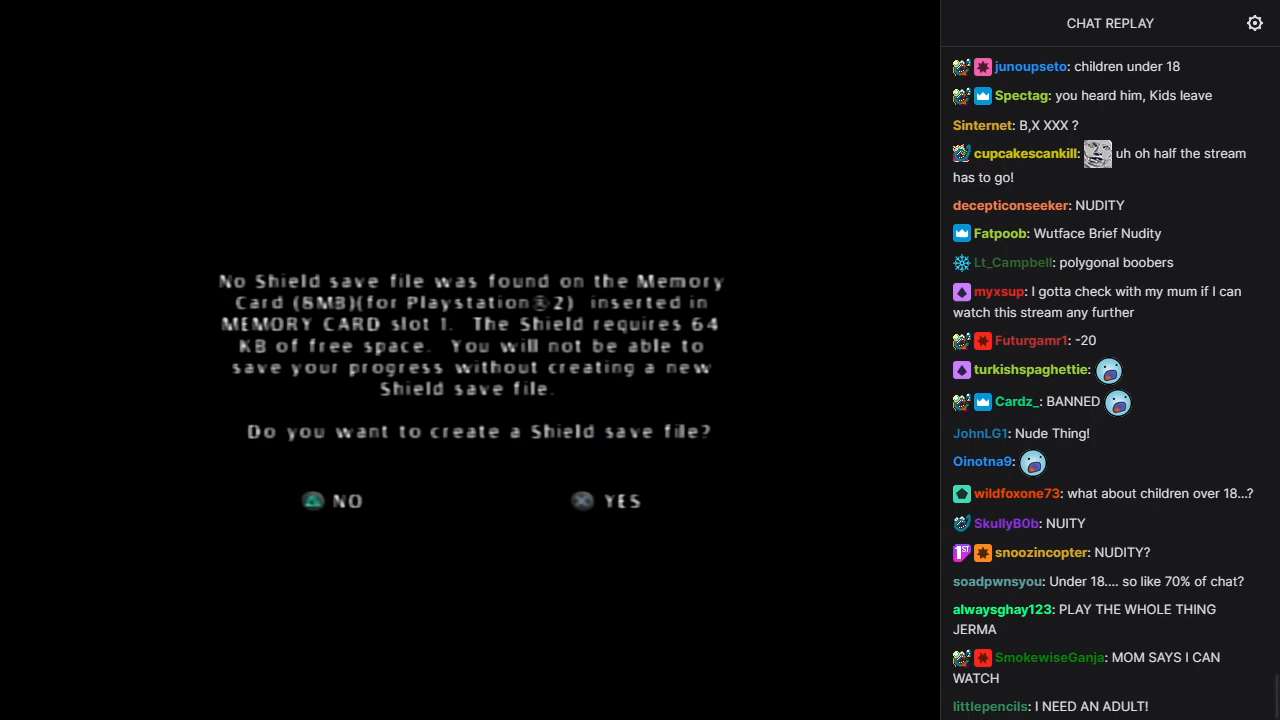 No Shield save file was found on the Memory
Card (8MB)(for Playstation®2) inserted in
MEMORY CARD slot 1. The Shield requires 64
KB of free space. You will not be able to
save your progress without creating a new
Shield save file.
Do you want to create a Shield save file?
NO
YES
CHAT REPLAY
junoupseto: children under 18
Spectag: you heard him, Kids leave
Sinternet: B,X XXX ?
cupcakescankill: uh oh half the stream
has to go!
decepticonseeker: NUDITY
Fatpoob: Wutface Brief Nudity
Lt_Campbell: polygonal boobers
myxsup: I gotta check with my mum if I can
watch this stream any further
Futurgamr1: -20
turkishspaghettie:
Cardz_: BANNED
JohnLG1: Nude Thing!
Oinotna9:
wildfoxone73: what about children over 18...?
SkullyB0b: NUITY
1ST snoozincopter: NUDITY?
soadpwnsyou: Under 18.... so like 70% of chat?
alwaysghay123: PLAY THE WHOLE THING
JERMA
SmokewiseGanja: MOM SAYS I CAN
WATCH
littlepencils: I NEED AN ADULT!